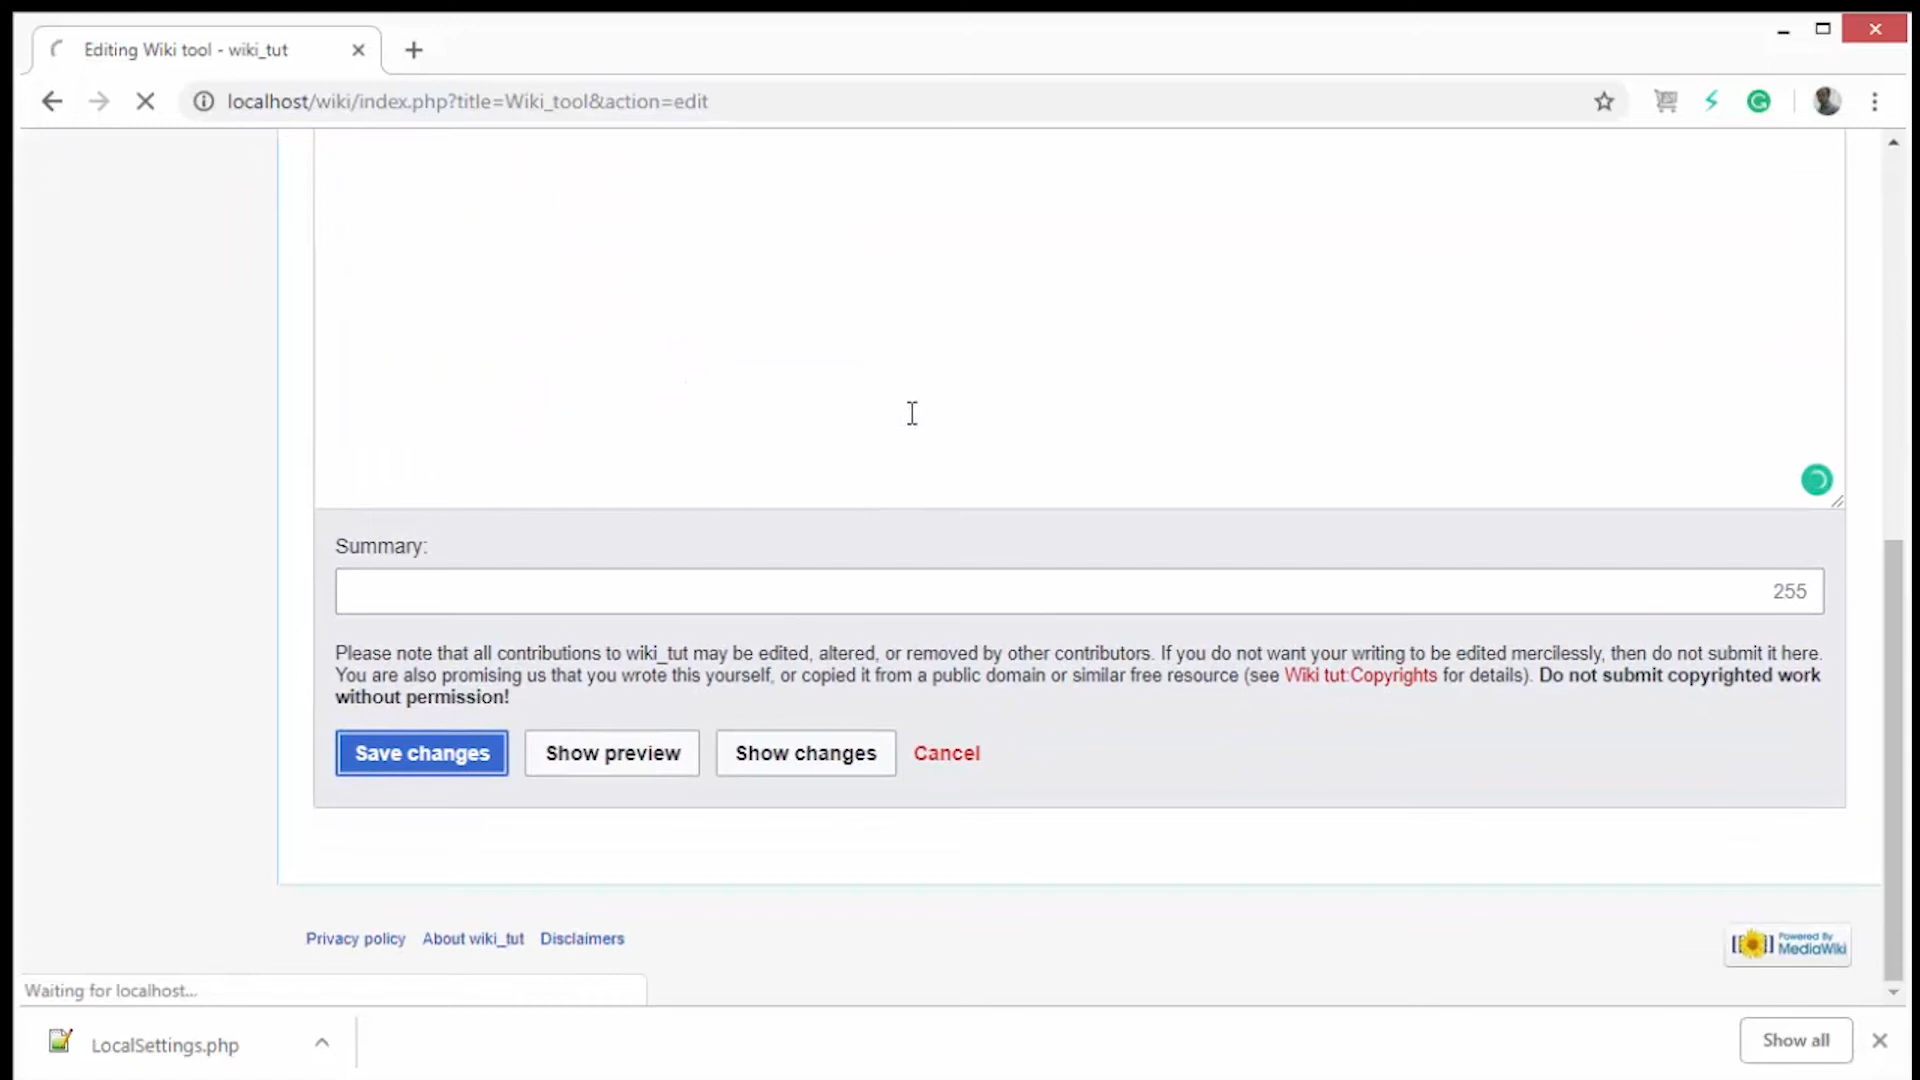 Editing Wiki tool - wiki_tut
localhost/wiki/index.php?title=Wiki_tool&action=edit
Summary:
255
Please note that all contributions to wiki_tut may be edited, altered, or removed by other contributors. If you do not want your writing to be edited mercilessly, then do not submit it here.
You are also promising us that you wrote this yourself, or copied it from a public domain or similar free resource (see Wiki tut:Copyrights for details). Do not submit copyrighted work
without permission!
Save changes Show preview Show changes Cancel
Privacy policy About wiki_tut Disclaimers
Powered By
MediaWiki
Waiting for localhost...
LocalSettings.php
Show all